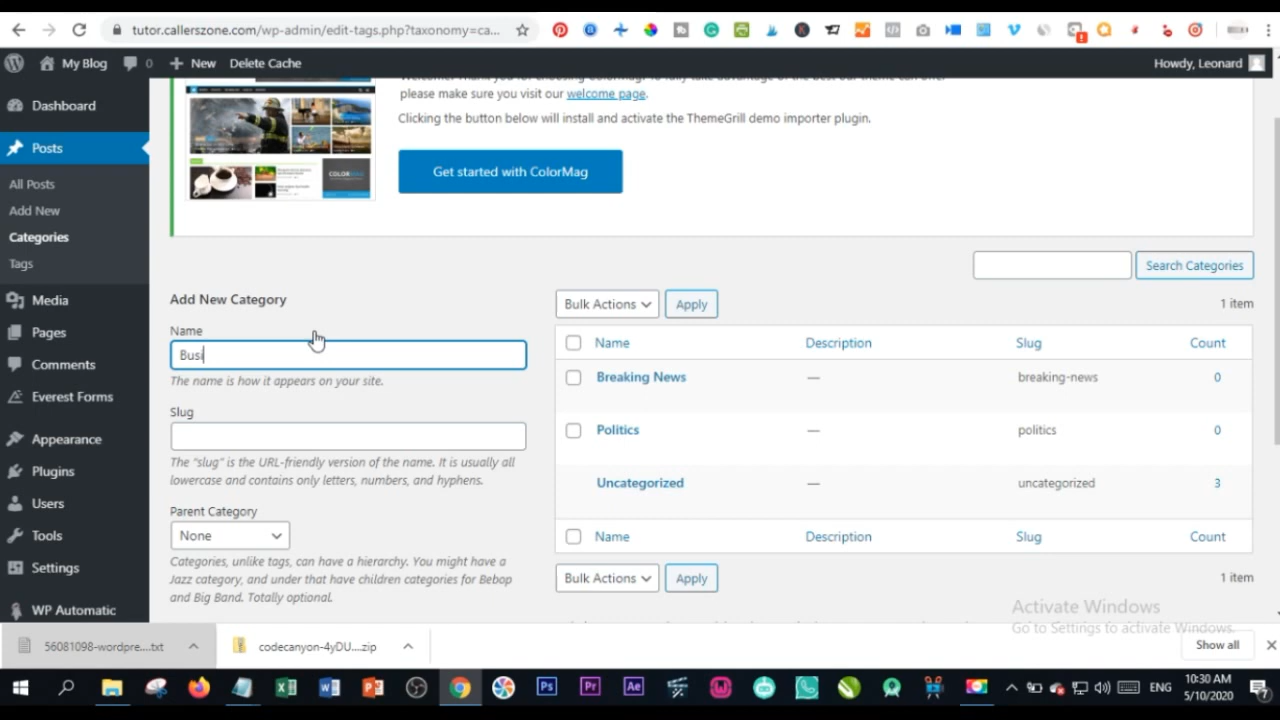 tutor.callerszone.com/wp-admin/edit-tags.php?taxonomy=ca...
My Blog 0 New Delete Cache Howdy, Leonard
please make sure you visit our welcome page.
Clicking the button below will install and activate the ThemeGrill demo importer plugin.
Get started with ColorMag
Dashboard
Posts
All Posts
Add New
Categories
Tags
Media
Pages
Comments
Everest Forms
Appearance
Plugins
Users
Tools
Settings
WP Automatic
Search Categories
Add New Category
Name
Busi
The name is how it appears on your site.
Slug
The “slug” is the URL-friendly version of the name. It is usually all
lowercase and contains only letters, numbers, and hyphens.
Parent Category
None
Categories, unlike tags, can have a hierarchy. You might have a
Jazz category, and under that have children categories for Bebop
and Big Band. Totally optional.
Bulk Actions Apply 1 item
Name Description Slug Count
Breaking News — breaking-news 0
Politics — politics 0
Uncategorized — uncategorized 3
Name Description Slug Count
Bulk Actions Apply 1 item
Activate Windows
Go to Settings to activate Windows.
56081098-wordpre....txt codecanyon-4yDU....zip Show all
ENG 10:30 AM
5/10/2020